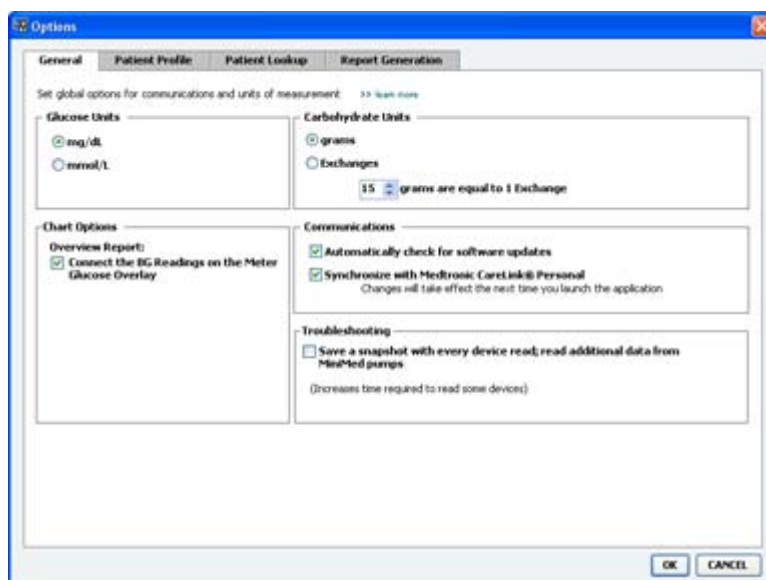 Options
General Patient Profile Patient Lookup Report Generation
Set global options for communications and units of measurement >> learn more
Glucose Units
mg/dL
mmol/L
Carbohydrate Units
grams
Exchanges
15 grams are equal to 1 Exchange
Chart Options
Overview Report:
Connect the BG Readings on the Meter
Glucose Overlay
Communications
Automatically check for software updates
Synchronize with Medtronic CareLink® Personal
Changes will take effect the next time you launch the application
Troubleshooting
Save a snapshot with every device read; read additional data from
MiniMed pumps
(Increases time required to read some devices)
OK CANCEL